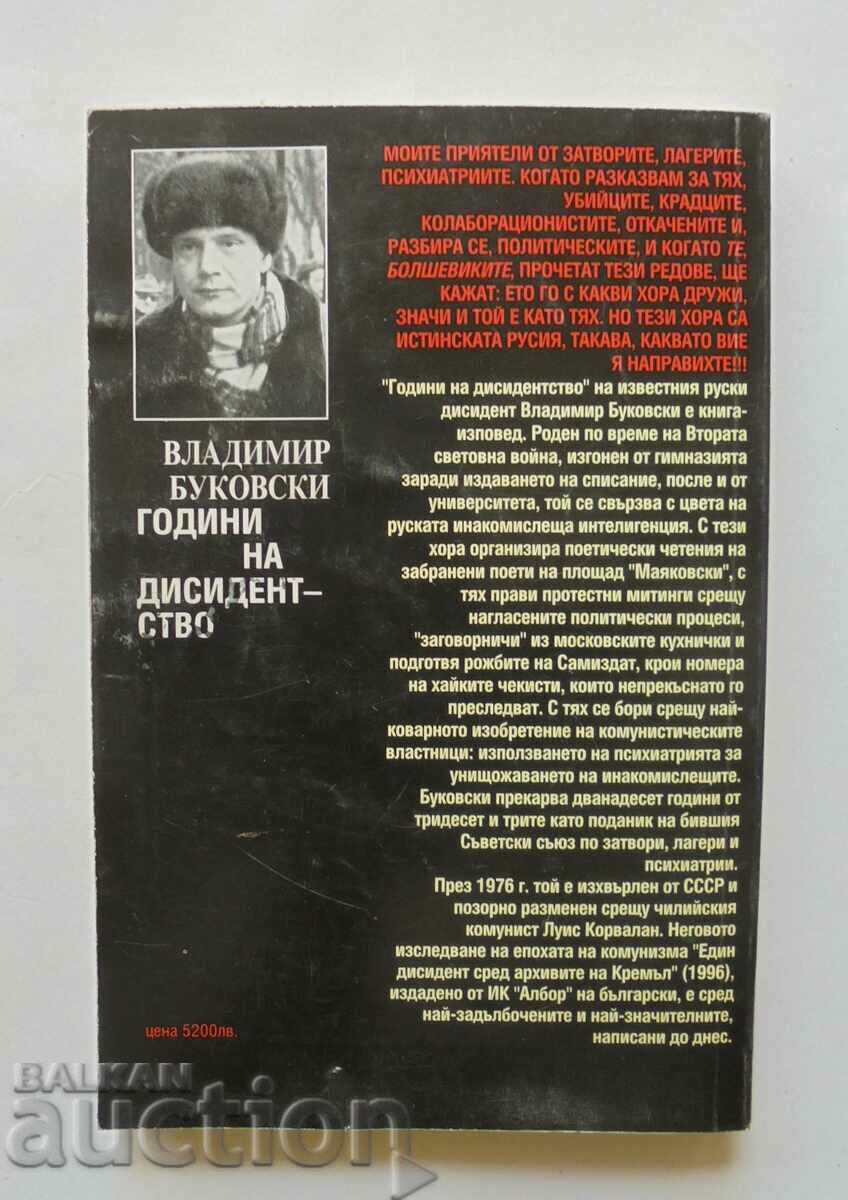 МОИТЕ ПРИЯТЕЛИ ОТ ЗАТВОРИТЕ, ЛАГЕРИТЕ,
ПСИХИАТРИИТЕ. КОГАТО РАЗКАЗВАМ ЗА ТЯХ,
УБИЙЦИТЕ, КРАДЦИТЕ,
КОЛАБОРАЦИОНИСТИТЕ, ОТКАЧЕНИТЕ И,
РАЗБИРА СЕ, ПОЛИТИЧЕСКИТЕ, И КОГАТО ТЕ,
БОЛШЕВИКИТЕ, ПРОЧЕТАТ ТЕЗИ РЕДОВЕ, ЩЕ
КАЖАТ: ЕТО ГО С КАКВИ ХОРА ДРУЖИ,
ЗНАЧИ И ТОЙ Е КАТО ТЯХ. НО ТЕЗИ ХОРА СА
ИСТИНСКАТА РУСИЯ, ТАКАВА, КАКВАТО ВИЕ
Я НАПРАВИХТЕ!!!
"Години на дисидентство" на известния руски
дисидент Владимир Буковски е книга-
изповед. Роден по време на Втората
световна война, изгонен от гимназията
заради издаването на списание, после и от
университета, той се свързва с цвета на
руската инакомислеща интелигенция. С тези
хора организира поетически четения на
забранени поети на площад "Маяковски", с
тях прави протестни митинги срещу
нагласените политически процеси,
"заговорничи" из московските кухнички и
подготвя рожбите на Самиздат, крои номера
на хайките чекисти, които непрекъснато го
преследват. С тях се бори срещу най-
коварното изобретение на комунистическите
властници: използването на психиатрията за
унищожаването на инакомислещите.
Буковски прекарва дванадесет години от
тридесет и трите като поданик на бившия
Съветски съюз по затвори, лагери и
психиатрии.
През 1976 г. той е изхвърлен от СССР и
позорно разменен срещу чилийския
комунист Луис Корвалан. Неговото
изследване на епохата на комунизма "Един
дисидент сред архивите на Кремъл" (1996),
издадено от ИК "Албор" на български, е сред
най-задълбочените и най-значителните,
написани до днес.
ВЛАДИМИР
БУКОВСКИ
ГОДИНИ
НА
ДИСИДЕНТ–
СТВО
цена 5200лв.
BALKAN
auction